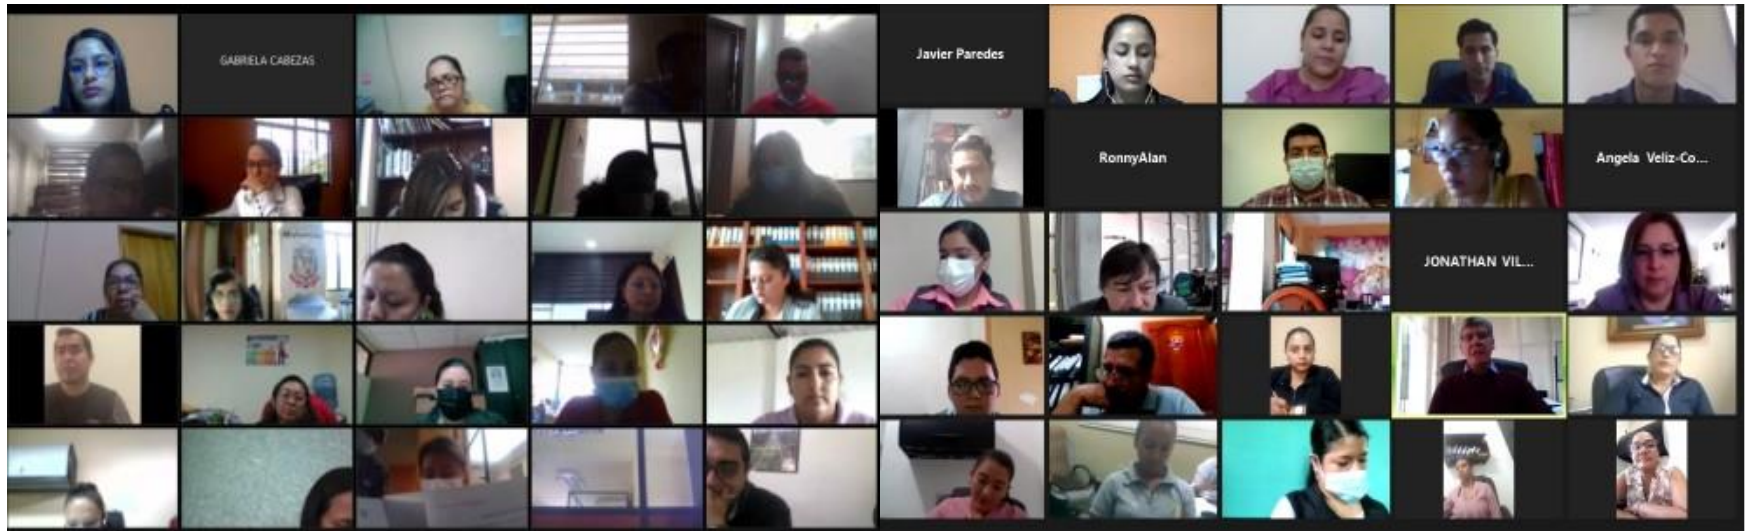 GABRIELA CABEZAS
Javier Paredes
RonnyAlan
Angela Veliz-Co...
JONATHAN VIL...